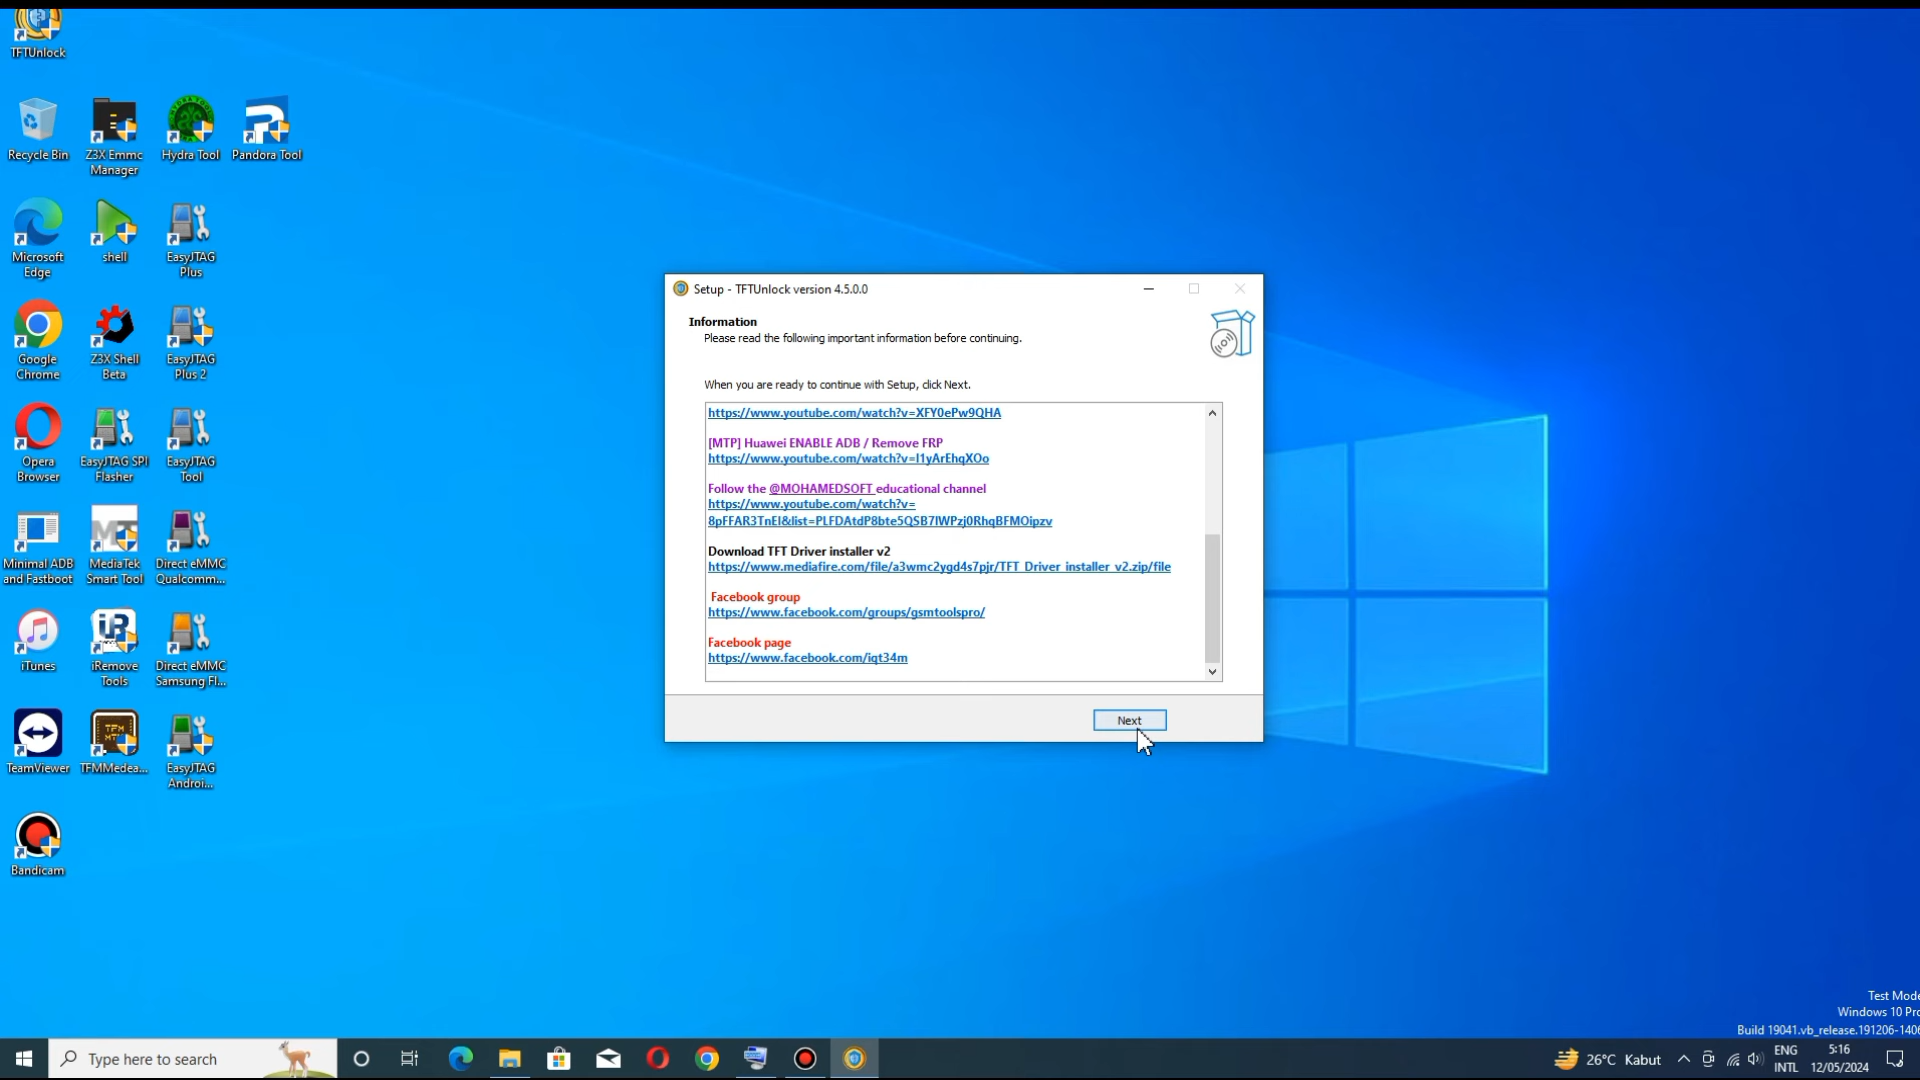 TFTUnlock
Recycle Bin
Z3X Emmc
Manager
Hydra Tool
Pandora Tool
Microsoft
Edge
shell
EasyJTAG
Plus
Google
Chrome
Z3X Shell
Beta
EasyJTAG
Plus 2
Opera
Browser
EasyJTAG SPI
Flasher
EasyJTAG
Tool
Minimal ADB
and Fastboot
MediaTek
Smart Tool
Direct eMMC
Qualcomm...
iTunes
iRemove
Tools
Direct eMMC
Samsung Fl...
TeamViewer
TFMMedea...
EasyJTAG
Androi...
Bandicam
Setup - TFTUnlock version 4.5.0.0
Information
Please read the following important information before continuing.
When you are ready to continue with Setup, click Next.
https://www.youtube.com/watch?v=XFY0ePw9QHA
[MTP] Huawei ENABLE ADB / Remove FRP
https://www.youtube.com/watch?v=I1yArEhqXOo
Follow the @MOHAMEDSOFT educational channel
https://www.youtube.com/watch?v=
8pFFAR3TnEI&list=PLFDAtdP8bte5QSB7IWPzj0RhqBFMOipzv
Download TFT Driver installer v2
https://www.mediafire.com/file/a3wmc2ygd4s7pjr/TFT_Driver_installer_v2.zip/file
Facebook group
https://www.facebook.com/groups/gsmtoolspro/
Facebook page
https://www.facebook.com/iqt34m
Next
Test Mode
Windows 10 Pro
Build 19041.vb_release.191206-1406
Type here to search
26°C Kabut
ENG
INTL
5:16
12/05/2024